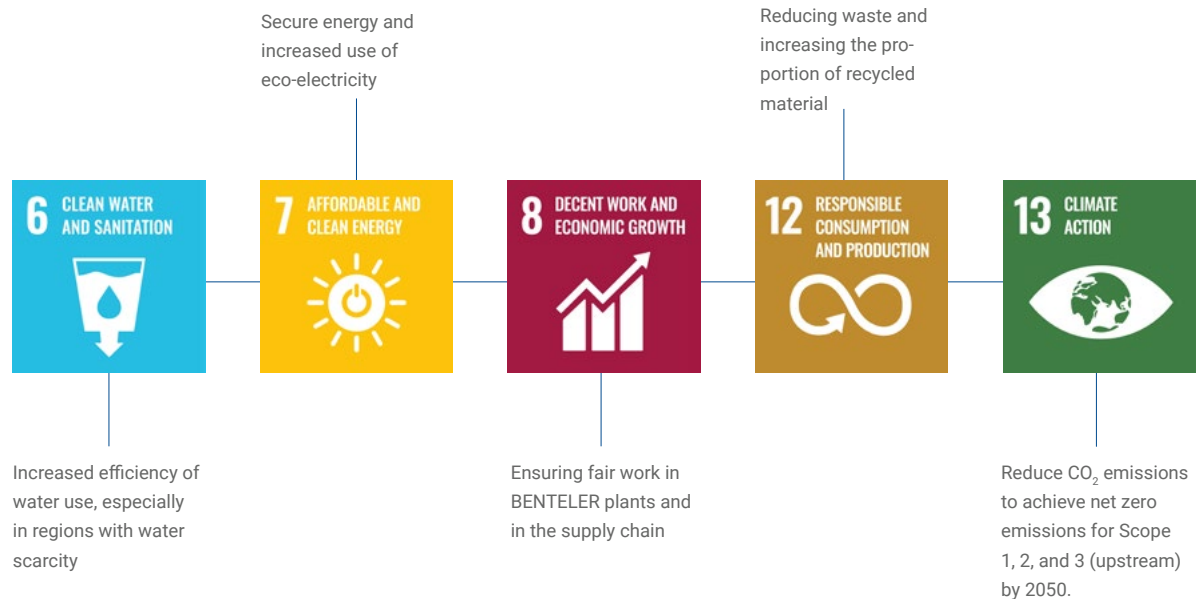 Secure energy and
increased use of
eco-electricity
Reducing waste and
increasing the pro-
portion of recycled
material
6 CLEAN WATER
AND SANITATION
7 AFFORDABLE AND
CLEAN ENERGY
8 DECENT WORK AND
ECONOMIC GROWTH
12 RESPONSIBLE
CONSUMPTION
AND PRODUCTION
13 CLIMATE
ACTION
Increased efficiency of
water use, especially
in regions with water
scarcity
Ensuring fair work in
BENTELER plants and
in the supply chain
Reduce CO₂ emissions
to achieve net zero
emissions for Scope
1, 2, and 3 (upstream)
by 2050.